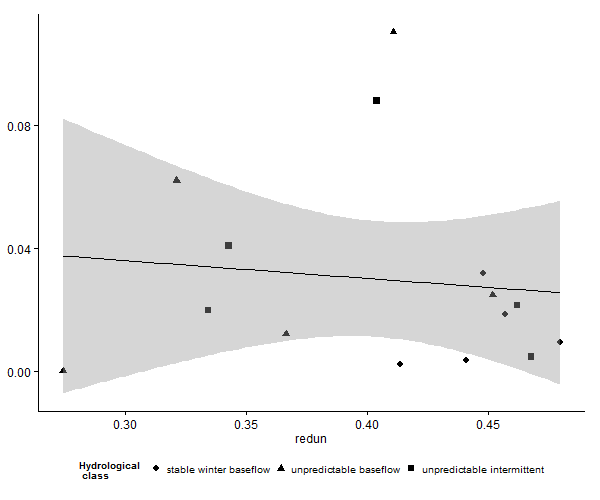 0.08
0.04
0.00
0.30 0.35 0.40 0.45
redun
Hydrological
class
stable winter baseflow unpredictable baseflow unpredictable intermittent